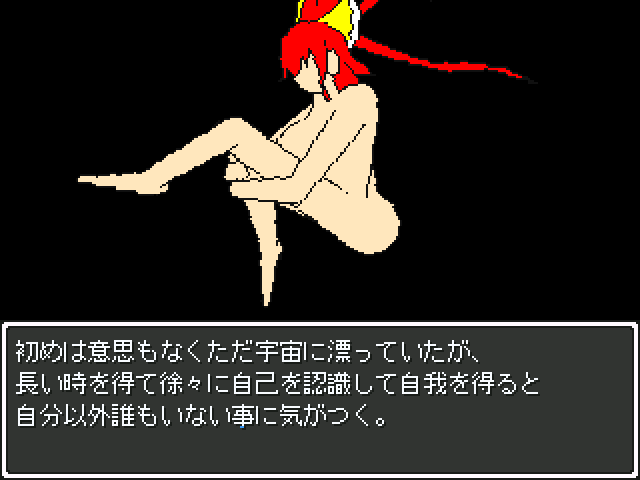 初めは意思もなくただ宇宙に漂っていたが、
長い時を得て徐々に自己を認識して自我を得ると
自分以外誰もいない事に気がつく。